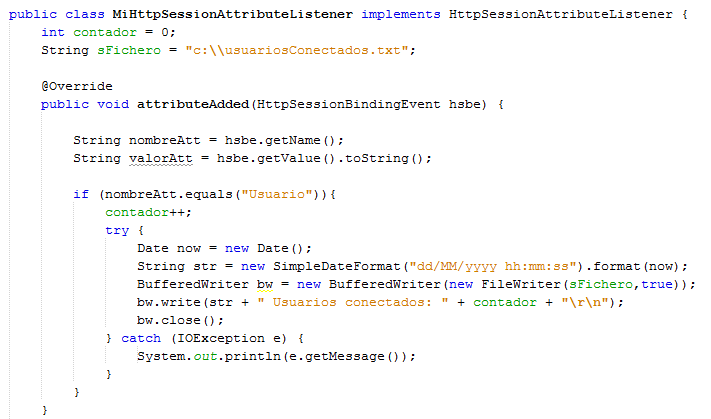 public class MiHttpSessionAttributeListener implements HttpSessionAttributeListener {
int contador = 0;
String sFichero = "c:\\usuariosConectados.txt";
@Override
public void attributeAdded(HttpSessionBindingEvent hsbe) {
String nombreAtt = hsbe.getName();
String valorAtt = hsbe.getValue().toString();
if (nombreAtt.equals("Usuario")){
contador++;
try {
Date now = new Date();
String str = new SimpleDateFormat("dd/MM/yyyy hh:mm:ss").format(now);
BufferedWriter bw = new BufferedWriter(new FileWriter(sFichero,true));
bw.write(str + " Usuarios conectados: " + contador + "\r\n");
bw.close();
} catch (IOException e) {
System.out.println(e.getMessage());
}
}
}